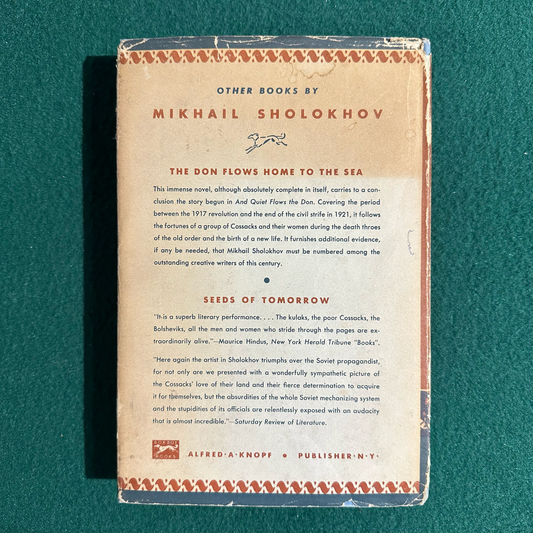 OTHER BOOKS BY
MIKHAIL SHOLOKHOV
THE DON FLOWS HOME TO THE SEA
This immense novel, although absolutely complete in itself, carries to a con-
clusion the story begun in And Quiet Flows the Don. Covering the period
between the 1917 revolution and the end of the civil strife in 1921, it follows
the fortunes of a group of Cossacks and their women during the death throes
of the old order and the birth of a new life. It furnishes additional evidence,
if any be needed, that Mikhail Sholokhov must be numbered among the
outstanding creative writers of this century.
SEEDS OF TOMORROW
"It is a superb literary performance. . . . The kulaks, the poor Cossacks, the
Bolsheviks, all the men and women who stride through the pages are ex-
traordinarily alive."—Maurice Hindus, New York Herald Tribune "Books".
"Here again the artist in Sholokhov triumphs over the Soviet propagandist,
for not only are we presented with a wonderfully sympathetic picture of
the Cossacks' love of their land and their fierce determination to acquire
it for themselves, but the absurdities of the whole Soviet mechanizing system
and the stupidities of its officials are relentlessly exposed with an audacity
that is almost incredible."—Saturday Review of Literature.
BORZOI
BOOKS
ALFRED·A·KNOPF • PUBLISHER·N·Y·